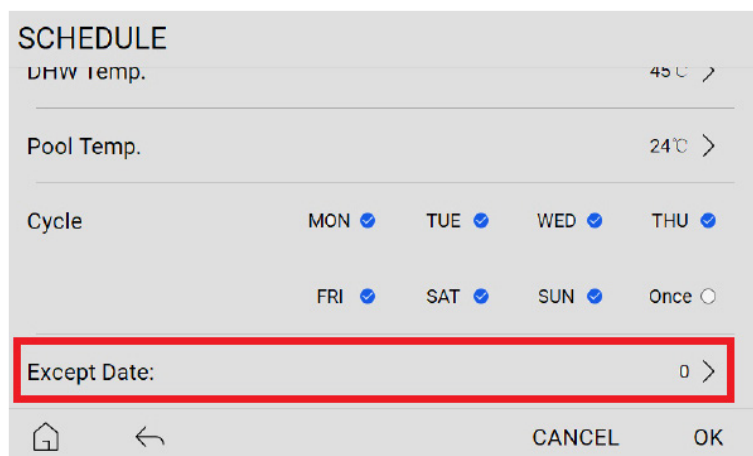 SCHEDULE
DHW Temp. 45℃
Pool Temp. 24℃
Cycle MON TUE WED THU
FRI SAT SUN Once
Except Date: 0
CANCEL OK